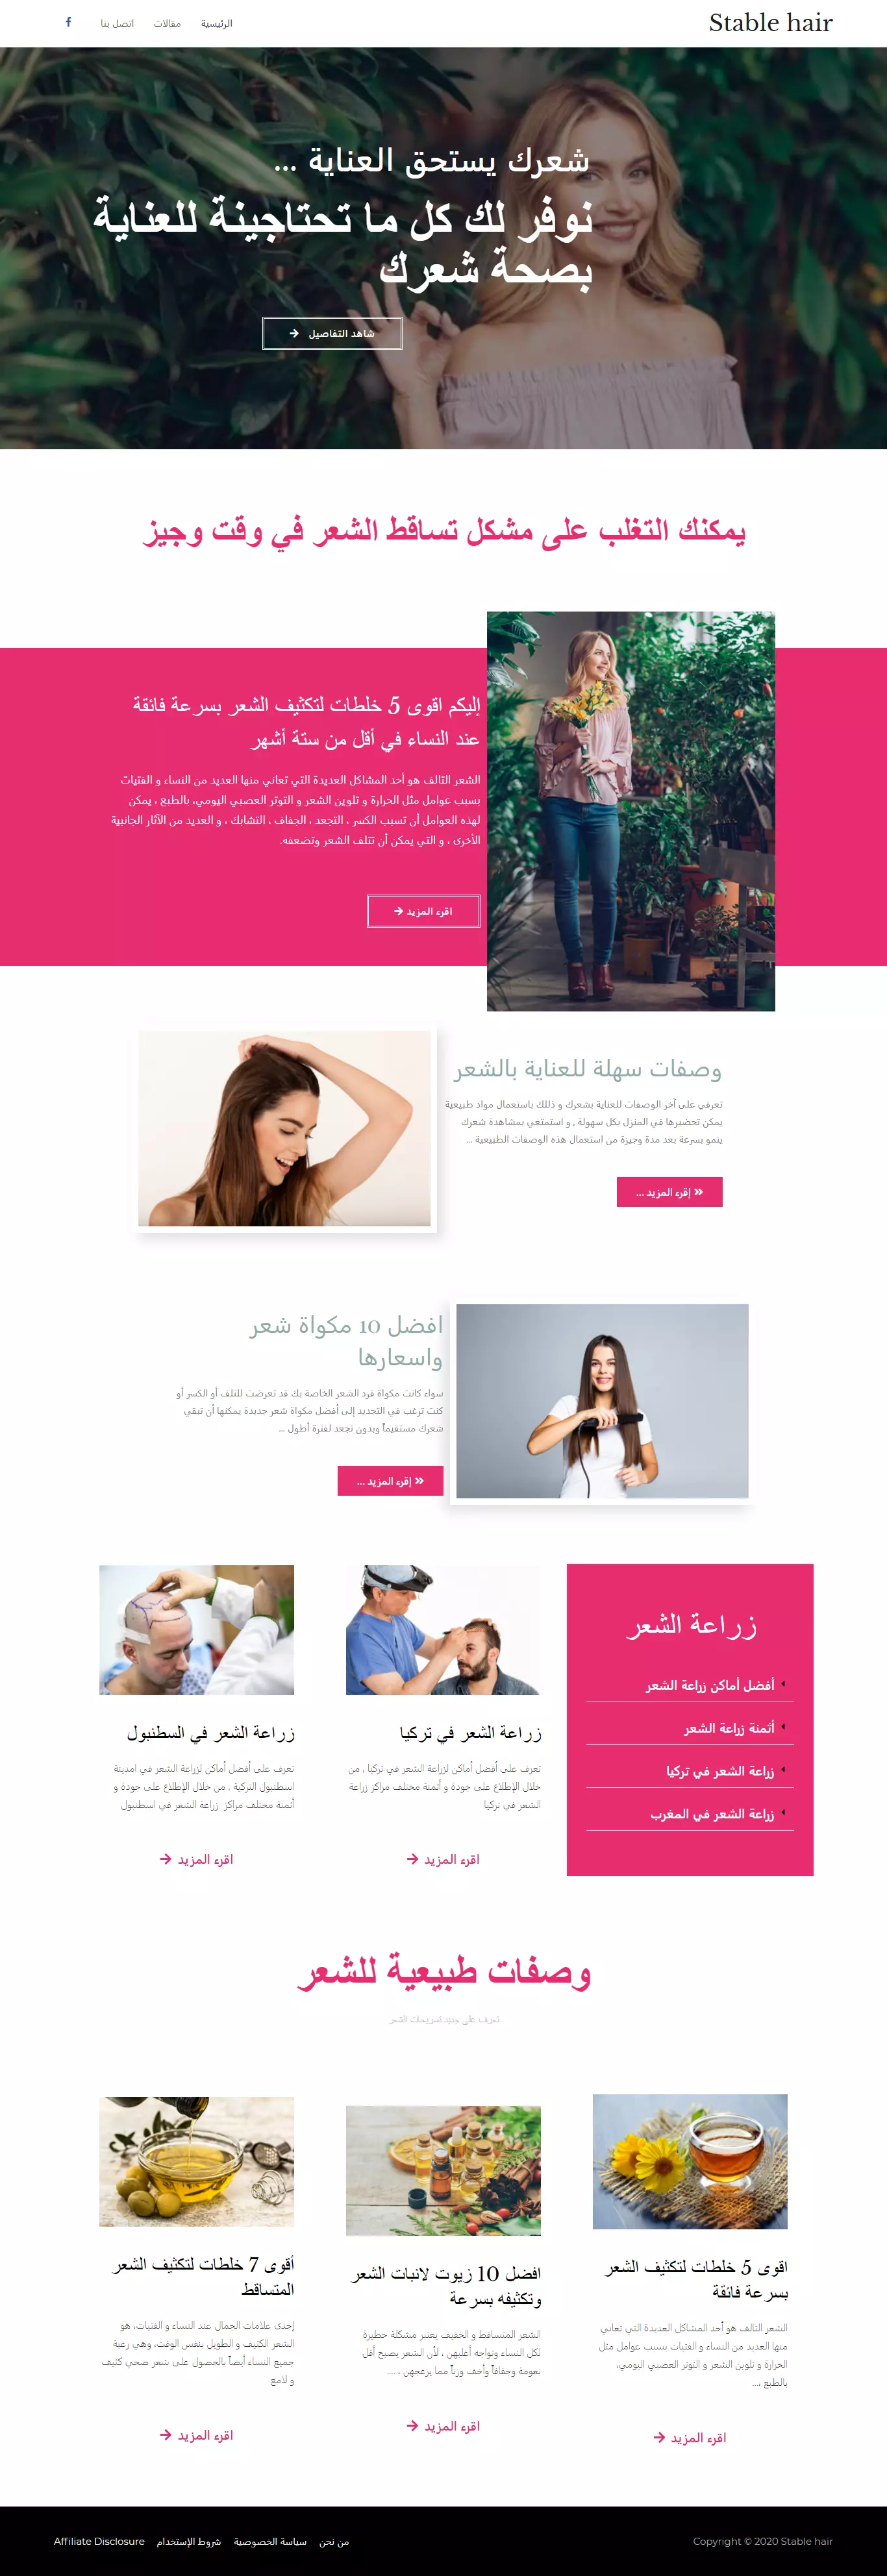 Stable hair
الرئيسية
مقالات
اتصل بنا
شعرك يستحق العناية ...
نوفر لك كل ما تحتاجينة للعناية
بصحة شعرك
شاهد التفاصيل
يمكنك التغلب على مشكل تساقط الشعر في وقت وجيز
إليكم اقوى 5 خلطات لتكثيف الشعر بسرعة فائقة
عند النساء في أقل من ستة أشهر
الشعر التالف هو أحد المشاكل العديدة التي تعاني منها العديد من النساء و الفتيات
بسبب عوامل مثل الحرارة و تلوين الشعر و التوتر العصبي اليومي، بالطبع ، يمكن
لهذه العوامل أن تسبب الكسر ، التجعد ، الجفاف ، التشابك ، و العديد من الآثار الجانبية
الأخرى ، و التي يمكن أن تتلف الشعر وتضعفه.
اقرء المزيد
وصفات سهلة للعناية بالشعر
تعرفي على آخر الوصفات للعناية بشعرك و ذللك باستعمال مواد طبيعية
يمكن تحضيرها في المنزل بكل سهولة , و استمتعي بمشاهدة شعرك
ينمو بسرعة بعد مدة وجيزة من استعمال هذه الوصفات الطبيعية ...
إقرء المزيد ...
افضل 10 مكواة شعر
واسعارها
سواء كانت مكواة فرد الشعر الخاصة بك قد تعرضت للتلف أو الكسر أو
كنت ترغب في التجديد إلى أفضل مكواة شعر جديدة يمكنها أن تبقي
شعرك مستقيماً وبدون تجعد لفترة أطول ...
إقرء المزيد ...
زراعة الشعر
أفضل أماكن زراعة الشعر
أثمنة زراعة الشعر
زراعة الشعر في تركيا
زراعة الشعر في المغرب
زراعة الشعر في تركيا
تعرف على أفضل أماكن لزراعة الشعر في تركيا , من
خلال الإطلاع على جودة و أثمنة مختلف مراكز زراعة
الشعر في تركيا
اقرء المزيد
زراعة الشعر في السطنبول
تعرف على أفضل أماكن لزراعة الشعر في امدينة
اسطنبول التركية , من خلال الإطلاع على جودة و
أثمنة مختلف مراكز زراعة الشعر في اسطنبول
اقرء المزيد
وصفات طبيعية للشعر
تعرف على جديد تسريحات الشعر
اقوى 5 خلطات لتكثيف الشعر
بسرعة فائقة
الشعر التالف هو أحد المشاكل العديدة التي تعاني
منها العديد من النساء و الفتيات بسبب عوامل مثل
الحرارة و تلوين الشعر و التوتر العصبي اليومي،
بالطبع ،...
اقرء المزيد
افضل 10 زيوت لانبات الشعر
وتكثيفه بسرعة
الشعر المتساقط و الخفيف يعتبر مشكلة خطيرة
لكل النساء وتواجه أغلبهن ، لأن الشعر يصبح أقل
نعومة وجفافاً وأخف وزناً مما يزعجهن ، ....
اقرء المزيد
أقوى 7 خلطات لتكثيف الشعر
المتساقط
إحدى علامات الجمال عند النساء و الفتيات، هو
الشعر الكثيف و الطويل بنفس الوقت، وهي رغبة
جميع النساء أيضاً بالحصول على شعر صحي كثيف
و لامع
اقرء المزيد
Copyright © 2020 Stable hair
من نحن
سياسة الخصوصية
شروط الإستخدام
Affiliate Disclosure